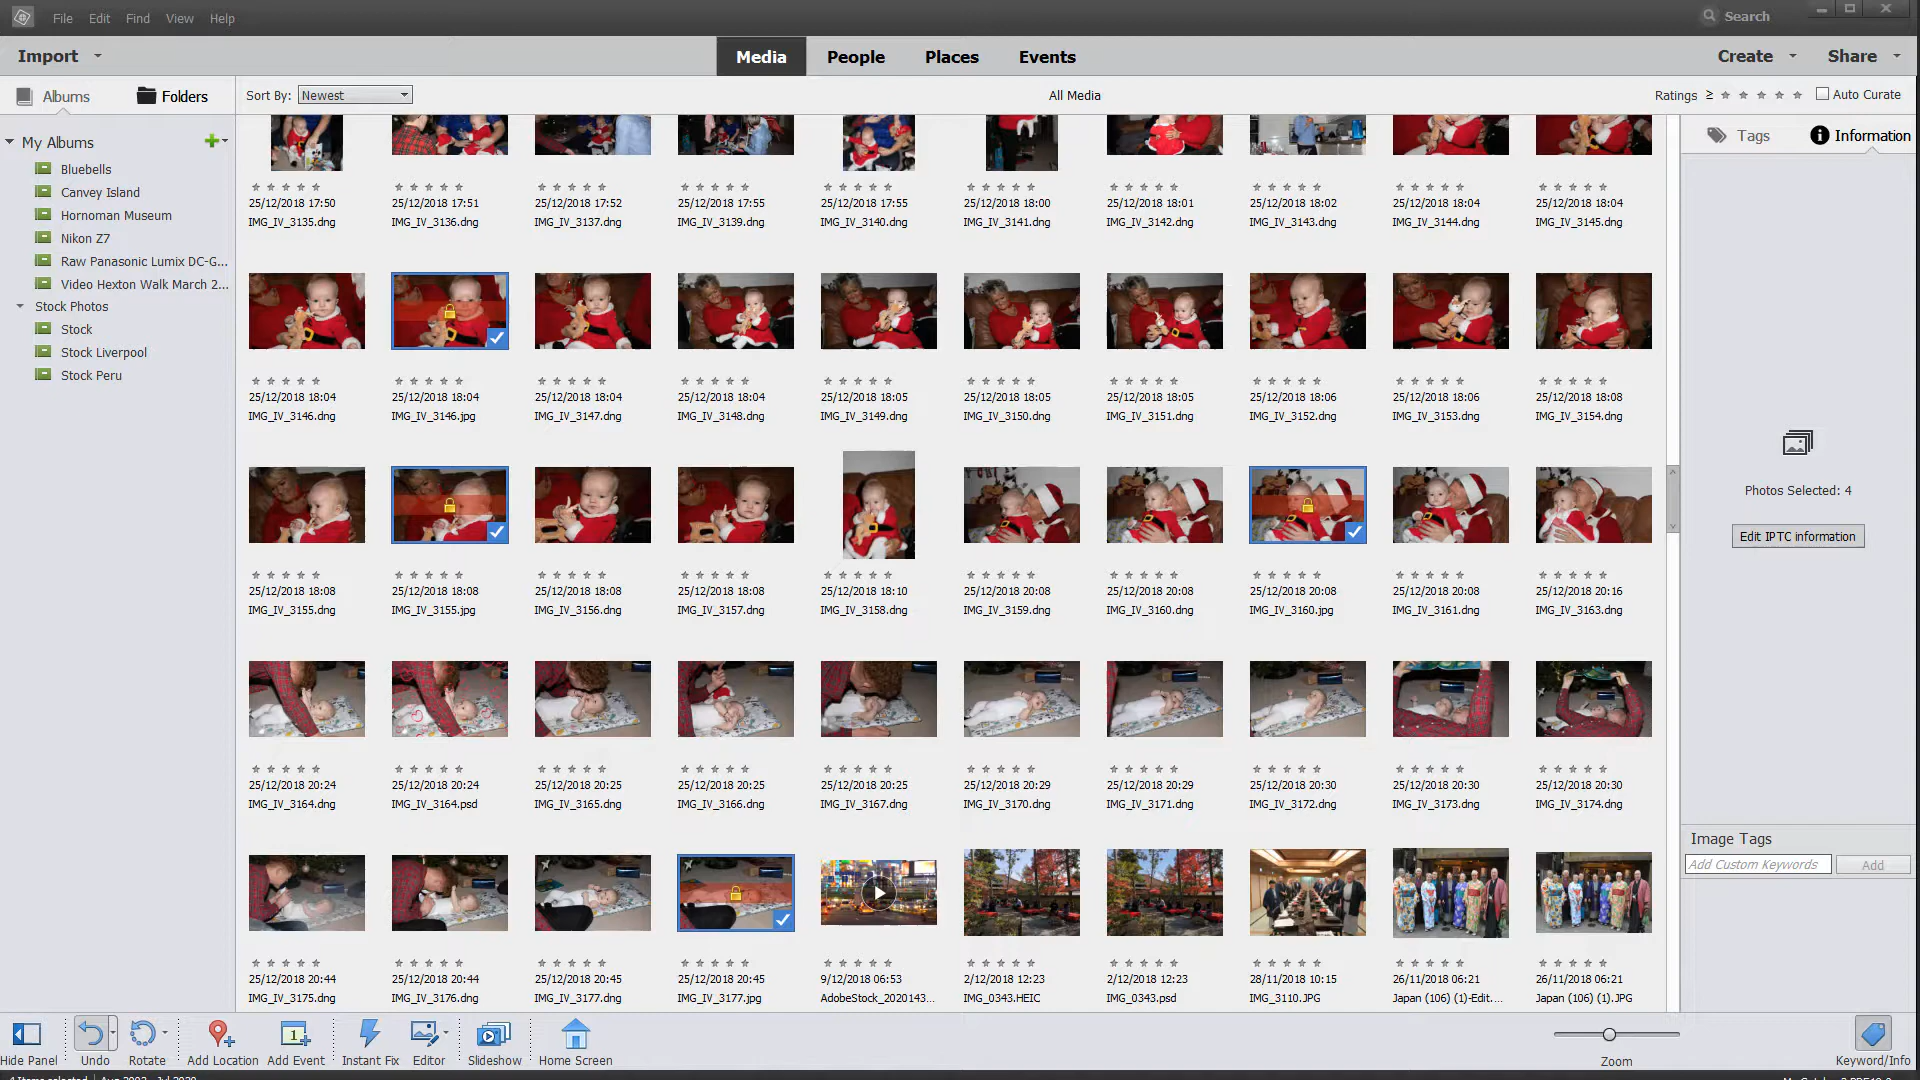 File Edit Find View Help Search
Import Media People Places Events Create Share
Albums Folders Sort By: Newest All Media Ratings ≥ Auto Curate
Tags Information
My Albums
Bluebells
Canvey Island
Hornoman Museum
Nikon Z7
Raw Panasonic Lumix DC-G...
Video Hexton Walk March 2...
Stock Photos
Stock
Stock Liverpool
Stock Peru
25/12/2018 17:50 25/12/2018 17:51 25/12/2018 17:52 25/12/2018 17:55 25/12/2018 17:55 25/12/2018 18:00 25/12/2018 18:01 25/12/2018 18:02 25/12/2018 18:04 25/12/2018 18:04
IMG_IV_3135.dng IMG_IV_3136.dng IMG_IV_3137.dng IMG_IV_3139.dng IMG_IV_3140.dng IMG_IV_3141.dng IMG_IV_3142.dng IMG_IV_3143.dng IMG_IV_3144.dng IMG_IV_3145.dng
25/12/2018 18:04 25/12/2018 18:04 25/12/2018 18:04 25/12/2018 18:04 25/12/2018 18:05 25/12/2018 18:05 25/12/2018 18:05 25/12/2018 18:06 25/12/2018 18:06 25/12/2018 18:08
IMG_IV_3146.dng IMG_IV_3146.jpg IMG_IV_3147.dng IMG_IV_3148.dng IMG_IV_3149.dng IMG_IV_3150.dng IMG_IV_3151.dng IMG_IV_3152.dng IMG_IV_3153.dng IMG_IV_3154.dng
25/12/2018 18:08 25/12/2018 18:08 25/12/2018 18:08 25/12/2018 18:08 25/12/2018 18:10 25/12/2018 20:08 25/12/2018 20:08 25/12/2018 20:08 25/12/2018 20:08 25/12/2018 20:16
IMG_IV_3155.dng IMG_IV_3155.jpg IMG_IV_3156.dng IMG_IV_3157.dng IMG_IV_3158.dng IMG_IV_3159.dng IMG_IV_3160.dng IMG_IV_3160.jpg IMG_IV_3161.dng IMG_IV_3163.dng
25/12/2018 20:24 25/12/2018 20:24 25/12/2018 20:25 25/12/2018 20:25 25/12/2018 20:25 25/12/2018 20:29 25/12/2018 20:29 25/12/2018 20:30 25/12/2018 20:30 25/12/2018 20:30
IMG_IV_3164.dng IMG_IV_3164.psd IMG_IV_3165.dng IMG_IV_3166.dng IMG_IV_3167.dng IMG_IV_3170.dng IMG_IV_3171.dng IMG_IV_3172.dng IMG_IV_3173.dng IMG_IV_3174.dng
25/12/2018 20:44 25/12/2018 20:44 25/12/2018 20:45 25/12/2018 20:45 9/12/2018 06:53 2/12/2018 12:23 2/12/2018 12:23 28/11/2018 10:15 26/11/2018 06:21 26/11/2018 06:21
IMG_IV_3175.dng IMG_IV_3176.dng IMG_IV_3177.dng IMG_IV_3177.jpg AdobeStock_2020143... IMG_0343.HEIC IMG_0343.psd IMG_3110.JPG Japan (106) (1)-Edit.... Japan (106) (1).JPG
Photos Selected: 4
Edit IPTC information
Image Tags
Add Custom Keywords Add
Hide Panel Undo Rotate Add Location Add Event Instant Fix Editor Slideshow Home Screen Zoom Keyword/Info